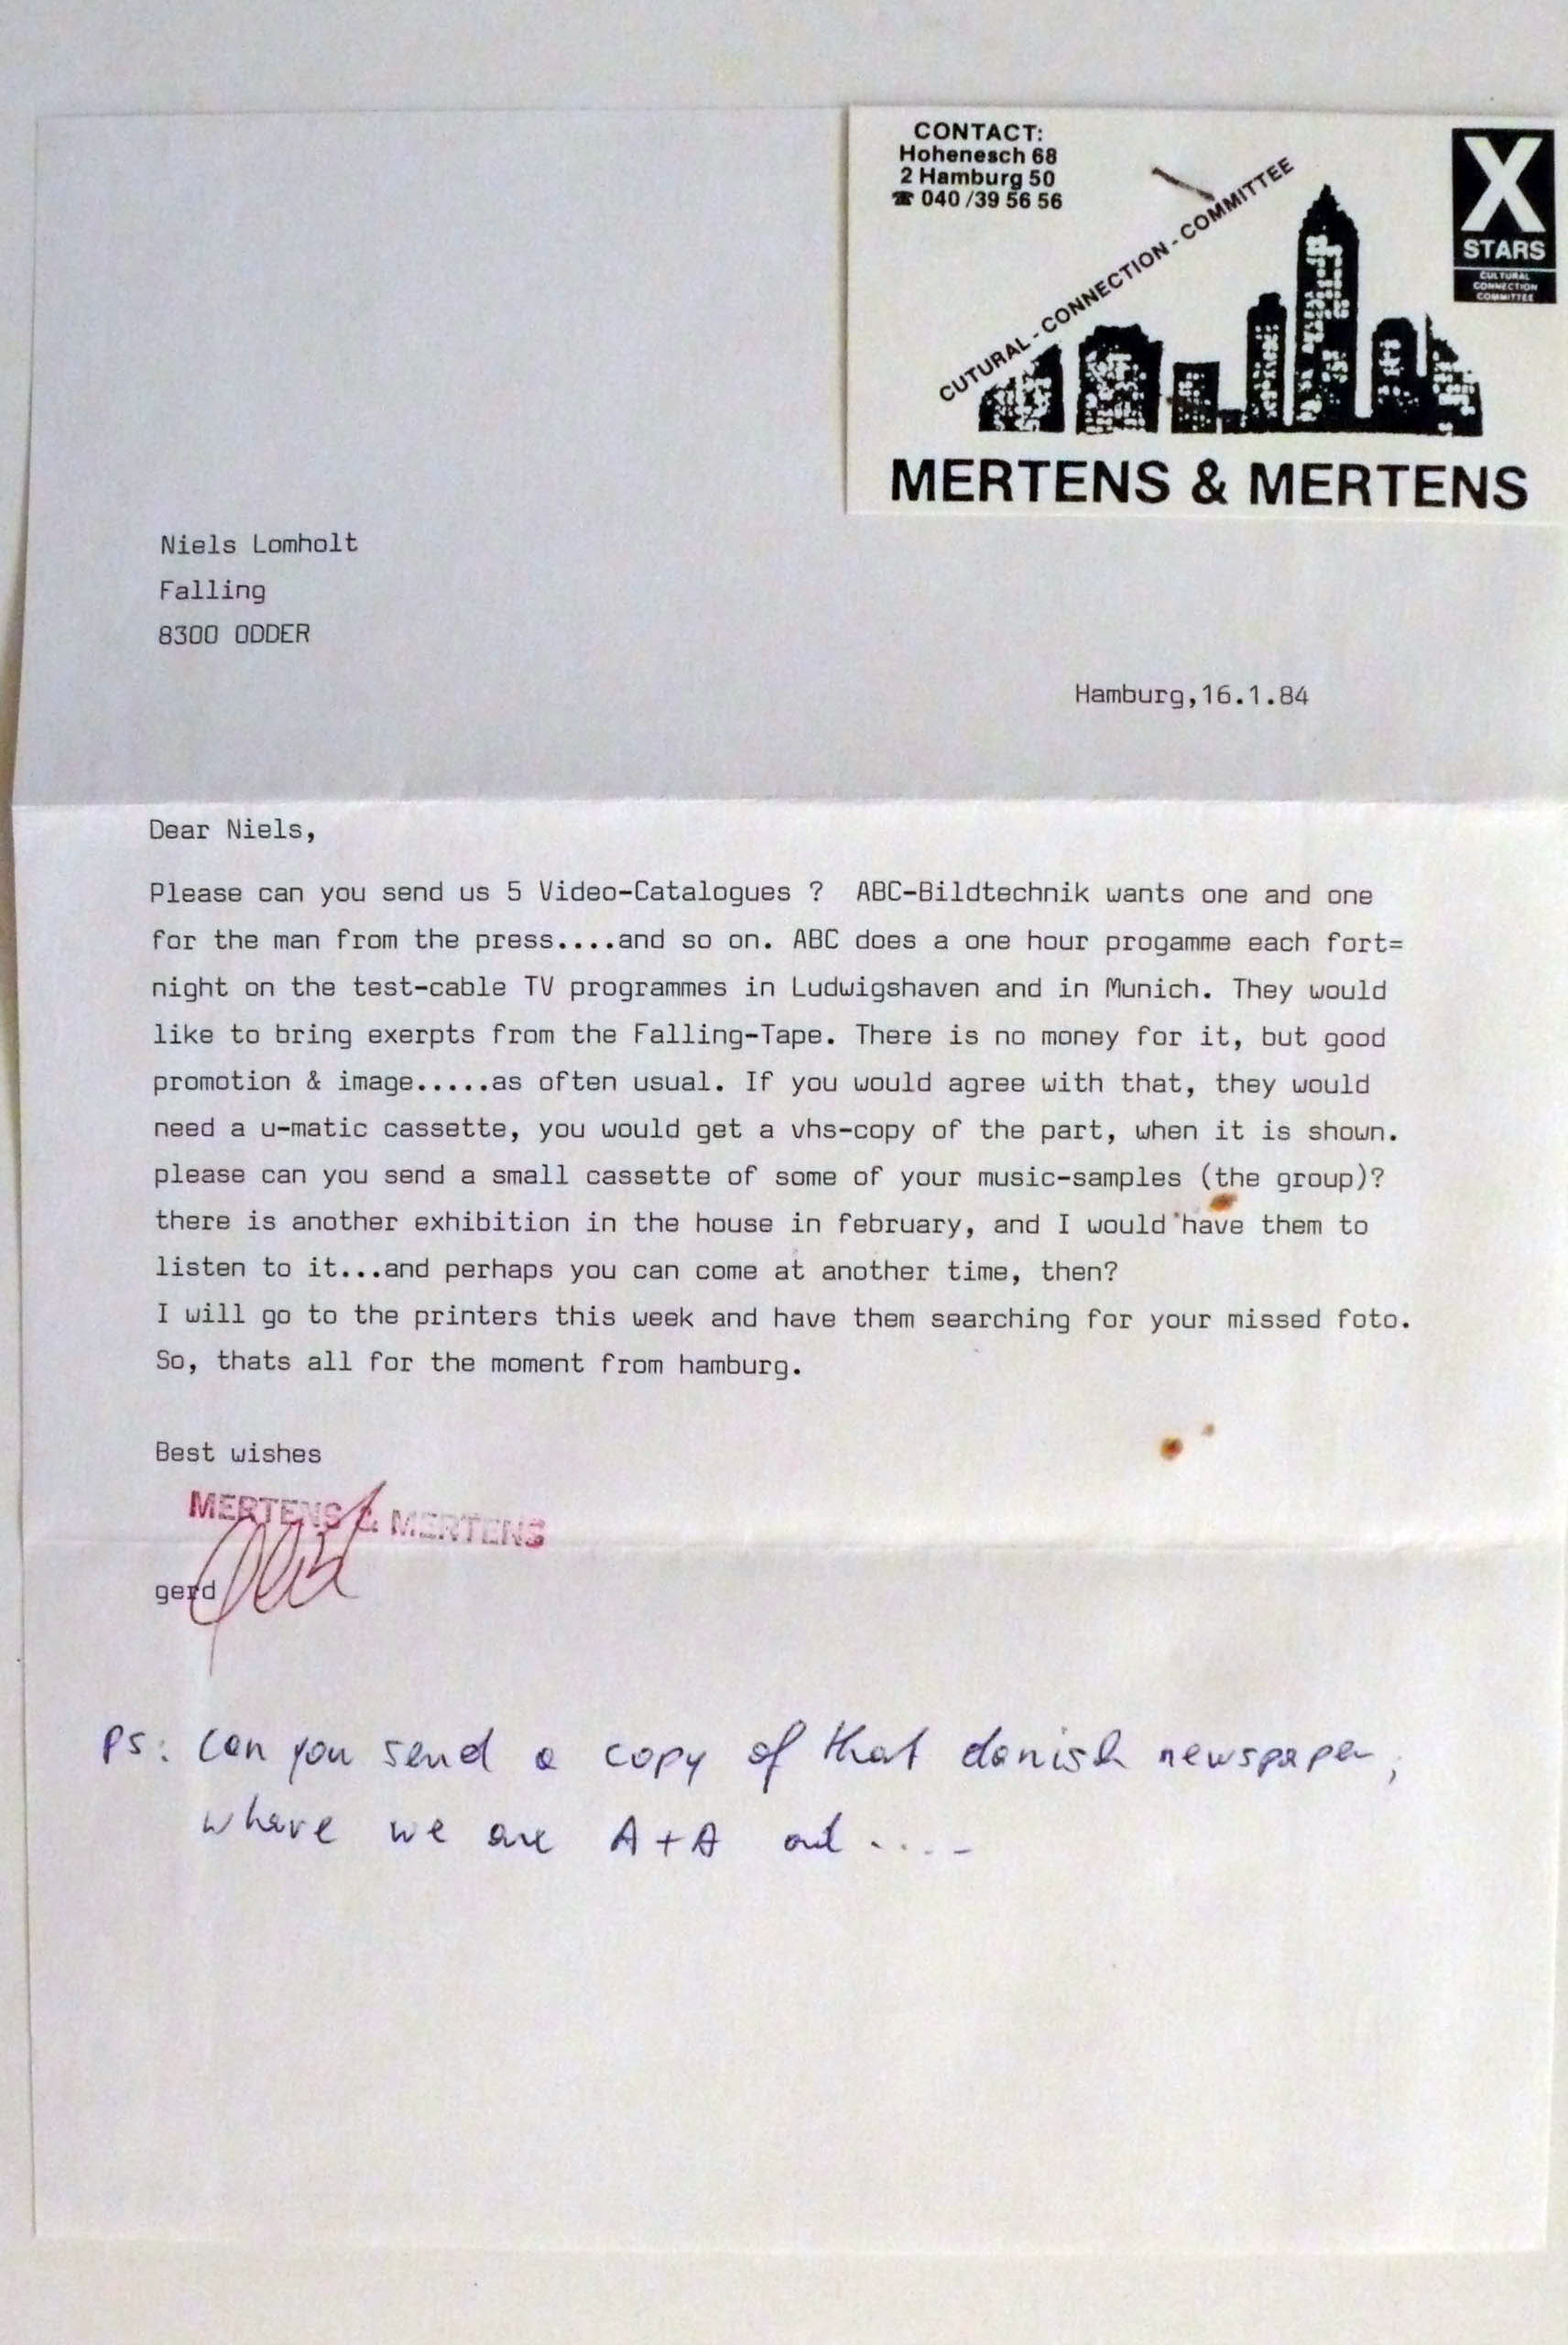 CONTACT:
Hohenesch 68
2 Hamburg 50
☎ 040/39 56 56
CUTURAL - CONNECTION - COMMITTEE
X
STARS
CULTURAL
CONNECTION
COMMITTEE
MERTENS & MERTENS
Niels Lomholt
Falling
8300 ODDER
Hamburg,16.1.84
Dear Niels,
Please can you send us 5 Video-Catalogues ?  ABC-Bildtechnik wants one and one
for the man from the press....and so on. ABC does a one hour progamme each fort=
night on the test-cable TV programmes in Ludwigshaven and in Munich. They would
like to bring exerpts from the Falling-Tape. There is no money for it, but good
promotion & image.....as often usual. If you would agree with that, they would
need a u-matic cassette, you would get a vhs-copy of the part, when it is shown.
please can you send a small cassette of some of your music-samples (the group)?
there is another exhibition in the house in february, and I would have them to
listen to it...and perhaps you can come at another time, then?
I will go to the printers this week and have them searching for your missed foto.
So, thats all for the moment from hamburg.
Best wishes
MERTENS & MERTENS
gerd
PS: Can you send a copy of that danish newspaper,
where we are A+A and ....